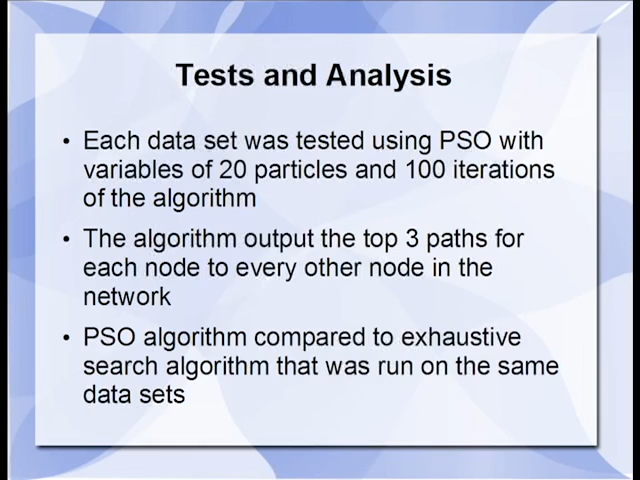 Tests and Analysis
• Each data set was tested using PSO with
variables of 20 particles and 100 iterations
of the algorithm
• The algorithm output the top 3 paths for
each node to every other node in the
network
• PSO algorithm compared to exhaustive
search algorithm that was run on the same
data sets